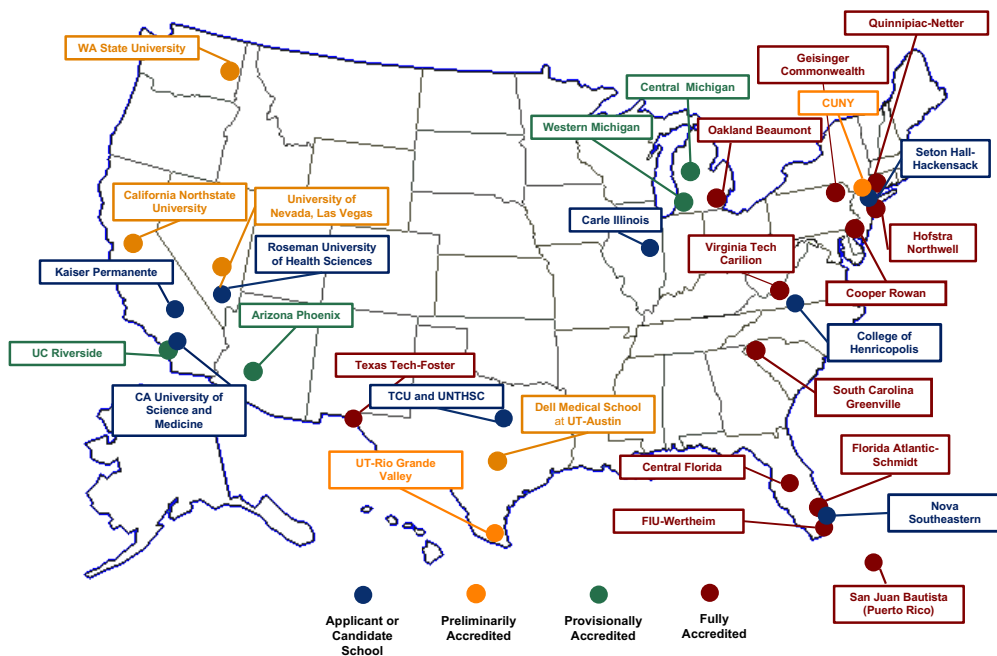 Quinnipiac-Netter
WA State University
Geisinger
Commonwealth
Central  Michigan
CUNY
Western Michigan
Oakland Beaumont
Seton Hall-
Hackensack
California Northstate
University
University of
Nevada, Las Vegas
Carle Illinois
Roseman University
of Health Sciences
Virginia Tech
Carilion
Hofstra
Northwell
Kaiser Permanente
Cooper Rowan
Arizona Phoenix
College of
Henricopolis
UC Riverside
Texas Tech-Foster
CA University of
Science and
Medicine
TCU and UNTHSC
South Carolina
Greenville
Dell Medical School
at UT-Austin
UT-Rio Grande
Valley
Florida Atlantic-
Schmidt
Central Florida
Nova
Southeastern
FIU-Wertheim
San Juan Bautista
(Puerto Rico)
Applicant or
Candidate
School
Preliminarily
Accredited
Provisionally
Accredited
Fully
Accredited